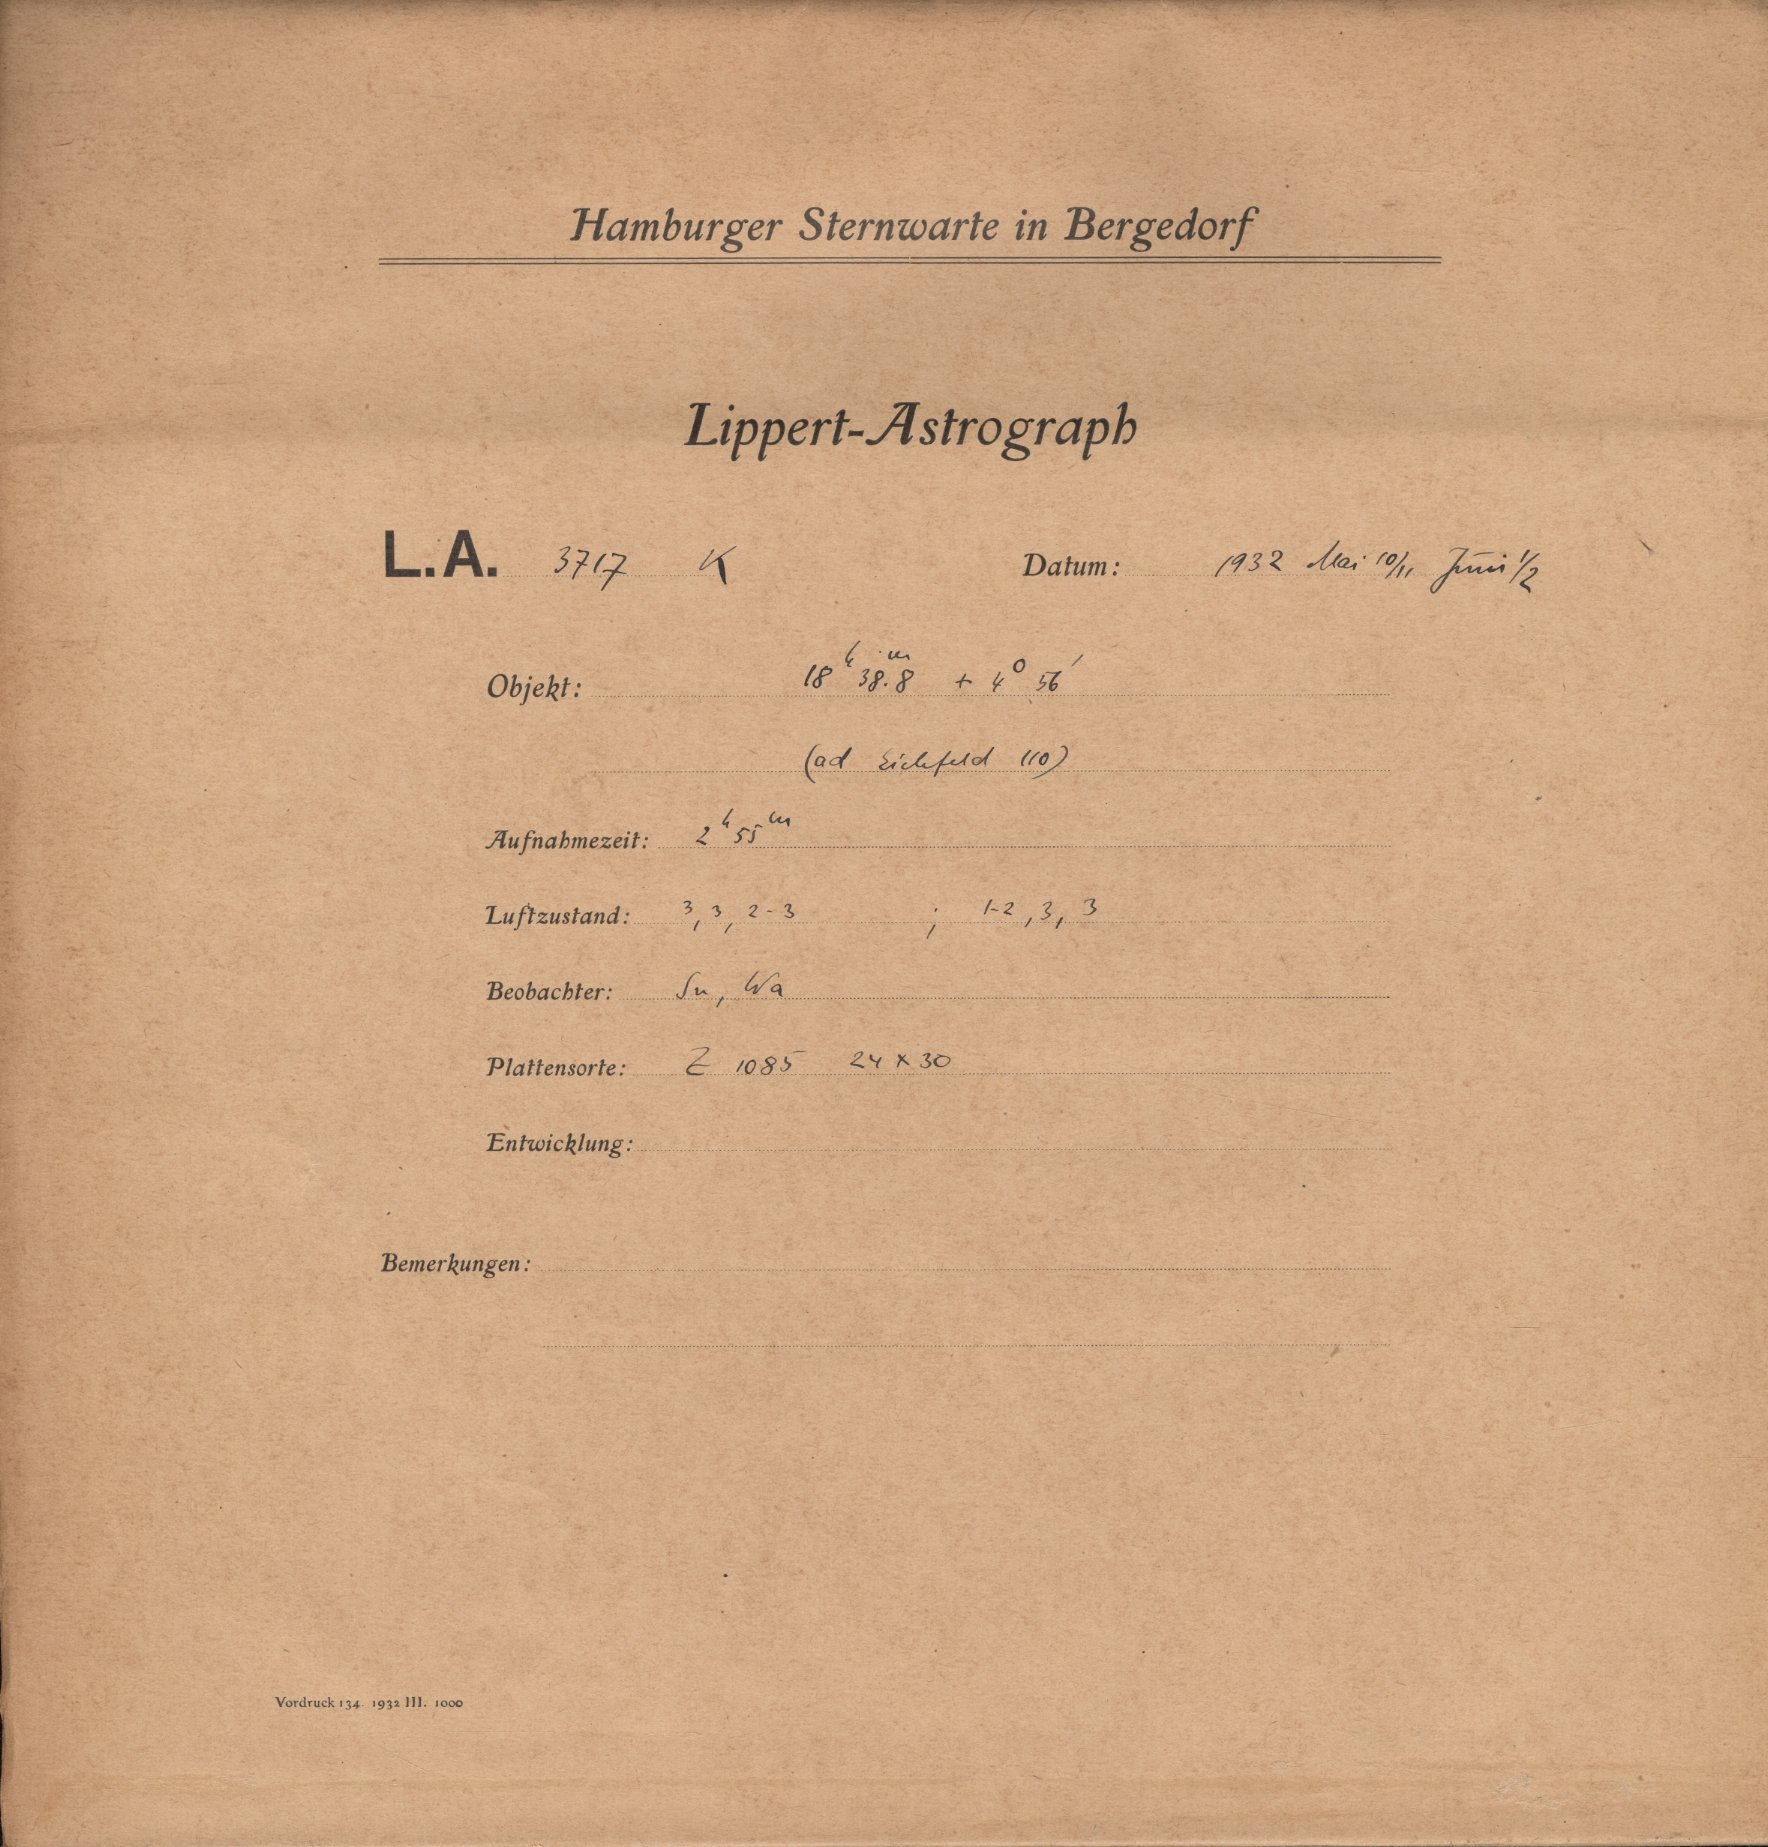 Hamburger Sternwarte in Bergedorf
Lippert-Astrograph
L.A. 3717 K Datum: 1932 Mai 10/11 Juni 1/2
Objekt: 18ʰ 38.8ᵐ + 4° 56′
(ad Eichfeld 110)
Aufnahmezeit: 2ʰ 55ᵐ
Luftzustand: 3, 3, 2-3 ; 1-2, 3, 3
Beobachter: Su, Wa
Plattensorte: Z 1085 24 x 30
Entwicklung:
Bemerkungen:
Vordruck 134. 1932 III. 1000